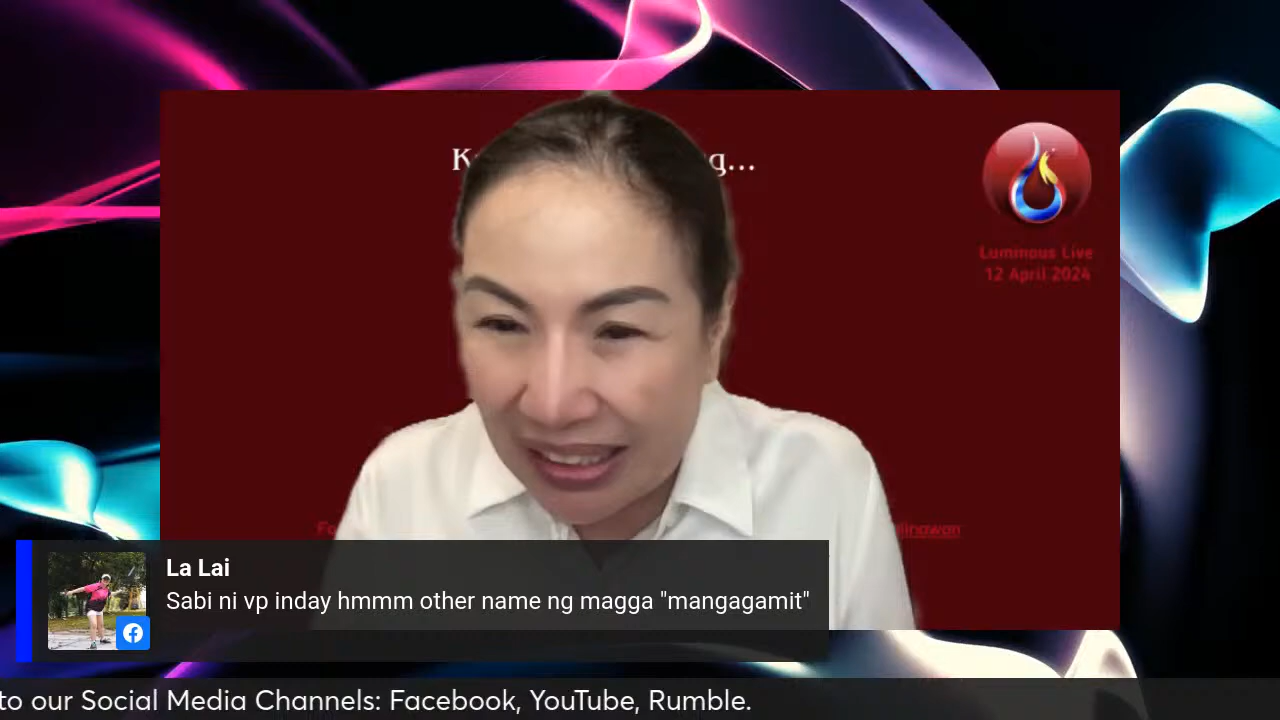 K g...
Luminous Live
12 April 2024
La Lai
Sabi ni vp inday hmmm other name ng magga "mangagamit"
to our Social Media Channels: Facebook, YouTube, Rumble.